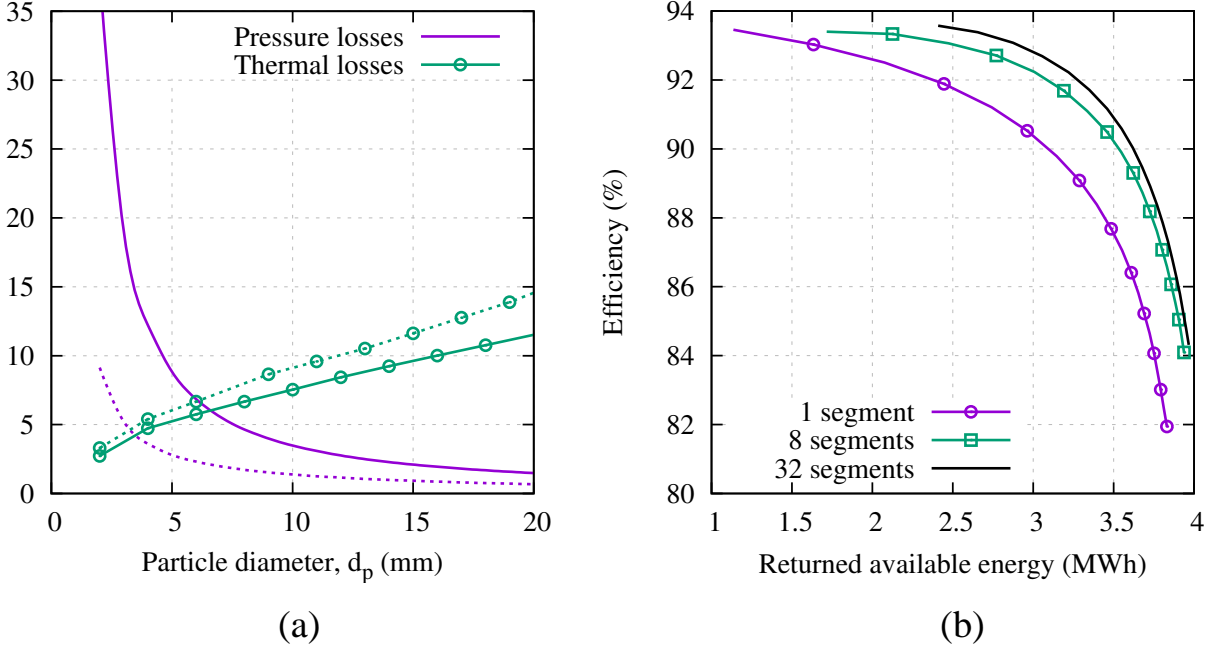 35
30
25
20
15
10
5
0
0
5
10
15
20
Pressure losses
Thermal losses
Particle diameter, d_p (mm)
(a)
94
92
90
88
86
84
82
80
Efficiency (%)
1
1.5
2
2.5
3
3.5
4
1 segment
8 segments
32 segments
Returned available energy (MWh)
(b)